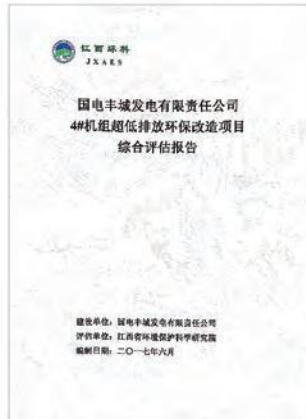 江西环科
JXAES
国电丰城发电有限责任公司
4#机组超低排放环保改造项目
综合评估报告
建设单位：国电丰城发电有限责任公司
评估单位：江西省环境保护科学研究院
编制日期：二〇一七年六月